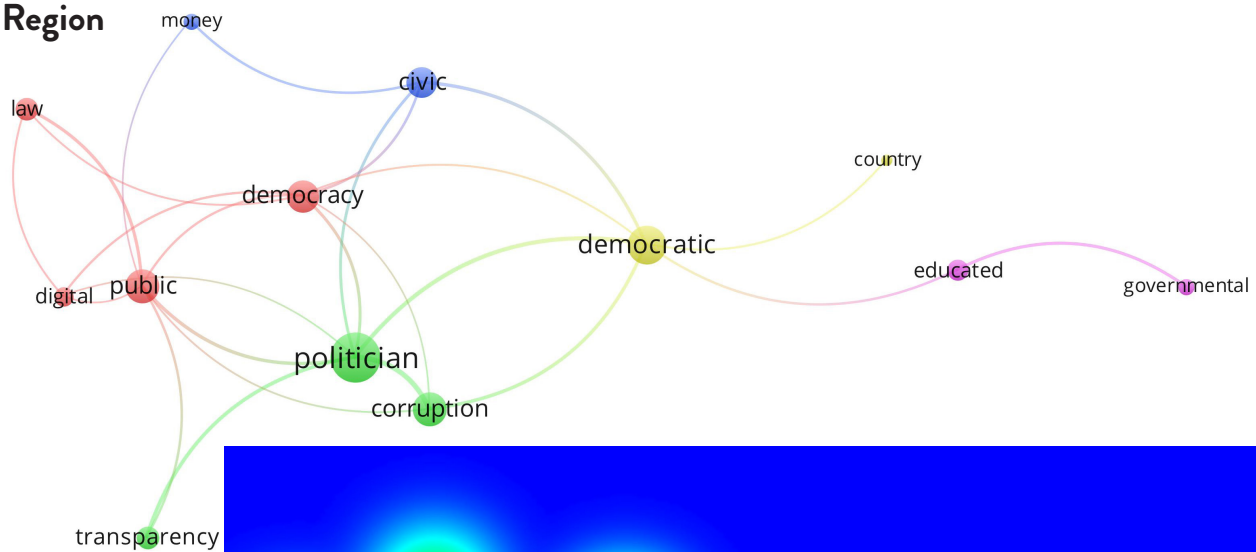 Region
money
civic
law
country
democracy
democratic
educated
public
governmental
digital
politician
corruption
transparency